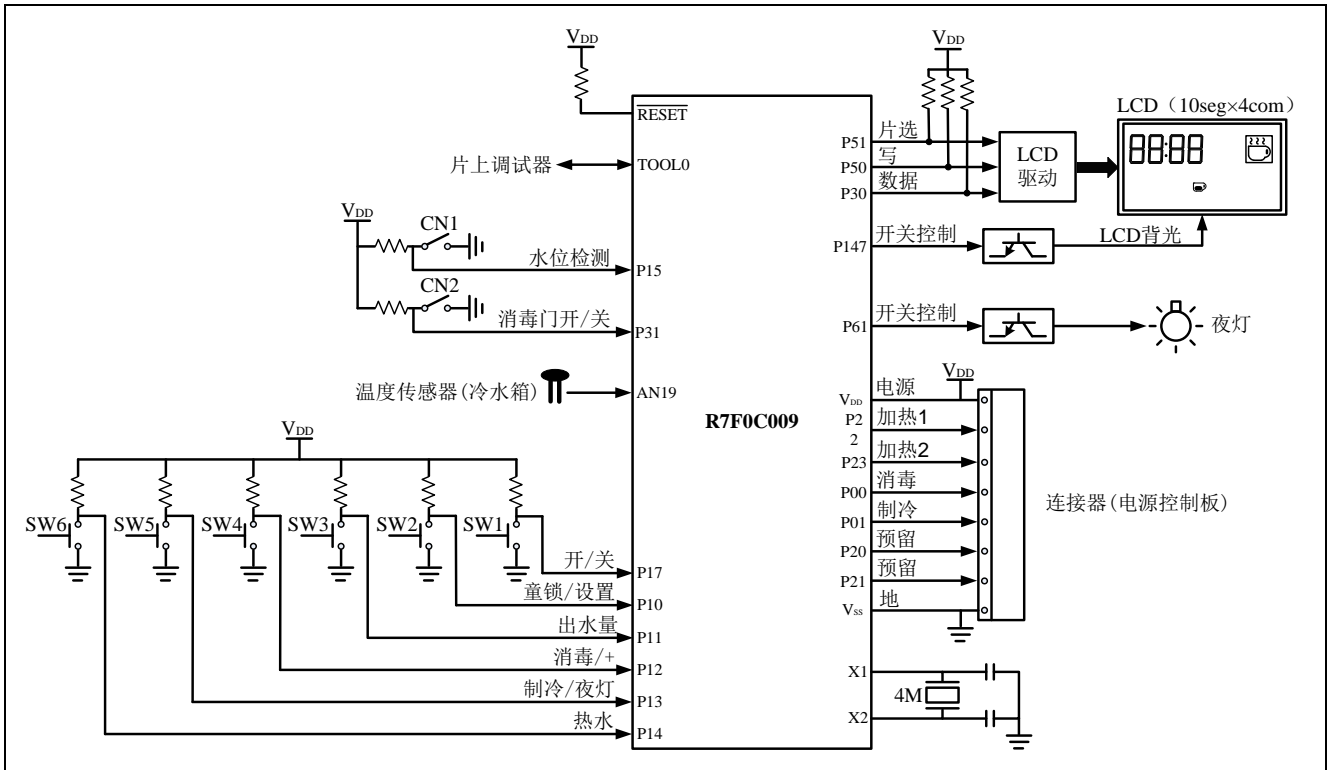 VDD
RESET
片上调试器
TOOL0
VDD
CN1
水位检测
P15
CN2
消毒门开/关
P31
温度传感器(冷水箱)
AN19
VDD
SW6
SW5
SW4
SW3
SW2
SW1
开/关
P17
童锁/设置
P10
出水量
P11
消毒/+
P12
制冷/夜灯
P13
热水
P14
R7F0C009
VDD
P51
片选
P50
写
P30
数据
LCD
驱动
LCD（10seg×4com）
88:88
P147
开关控制
LCD背光
P61
开关控制
夜灯
VDD
VDD
电源
P2
2
加热1
P23
加热2
P00
消毒
P01
制冷
P20
预留
P21
预留
VSS
地
连接器(电源控制板)
X1
4M
X2